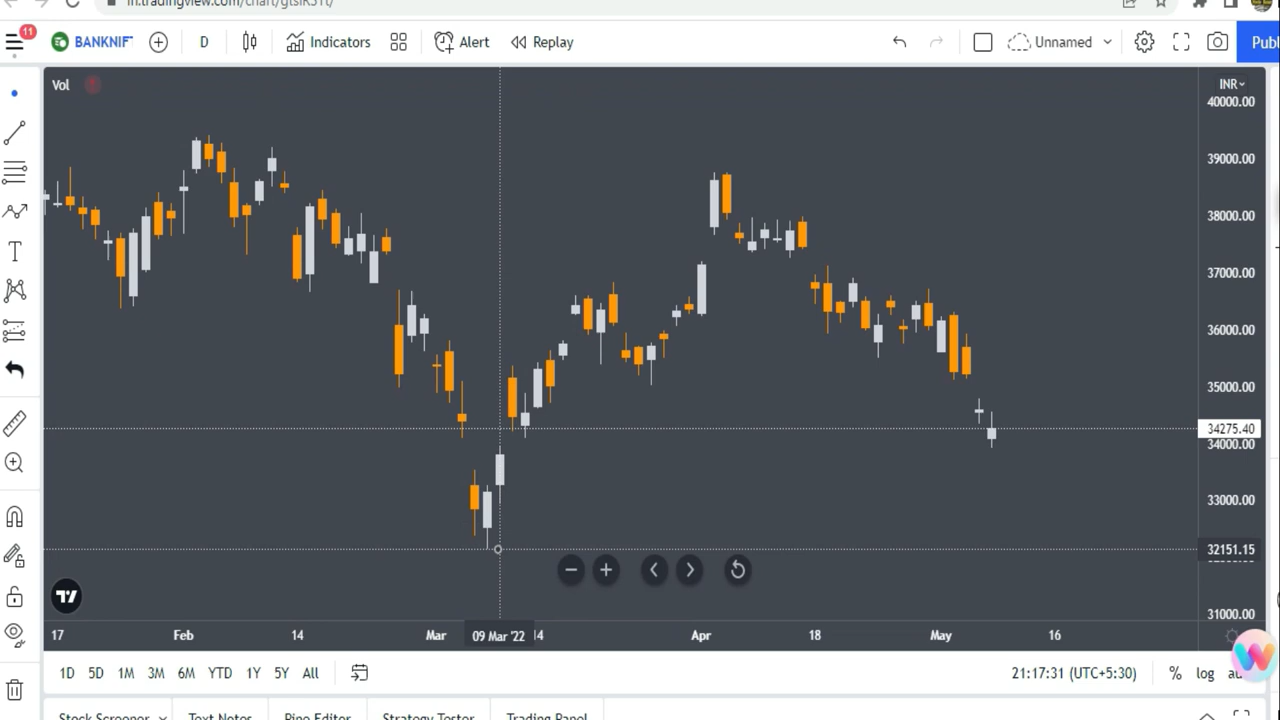 in.tradingview.com/chart/gtsiR3Tt/
11
BANKNIF D Indicators Alert Replay Unnamed Publ
Vol
INR
40000.00
39000.00
38000.00
37000.00
36000.00
35000.00
34275.40
34000.00
33000.00
32151.15
31000.00
17 Feb 14 Mar 09 Mar '22 14 Apr 18 May 16
1D 5D 1M 3M 6M YTD 1Y 5Y All 21:17:31 (UTC+5:30) % log au
Stock Screener Text Notes Pine Editor Strategy Tester Trading Panel